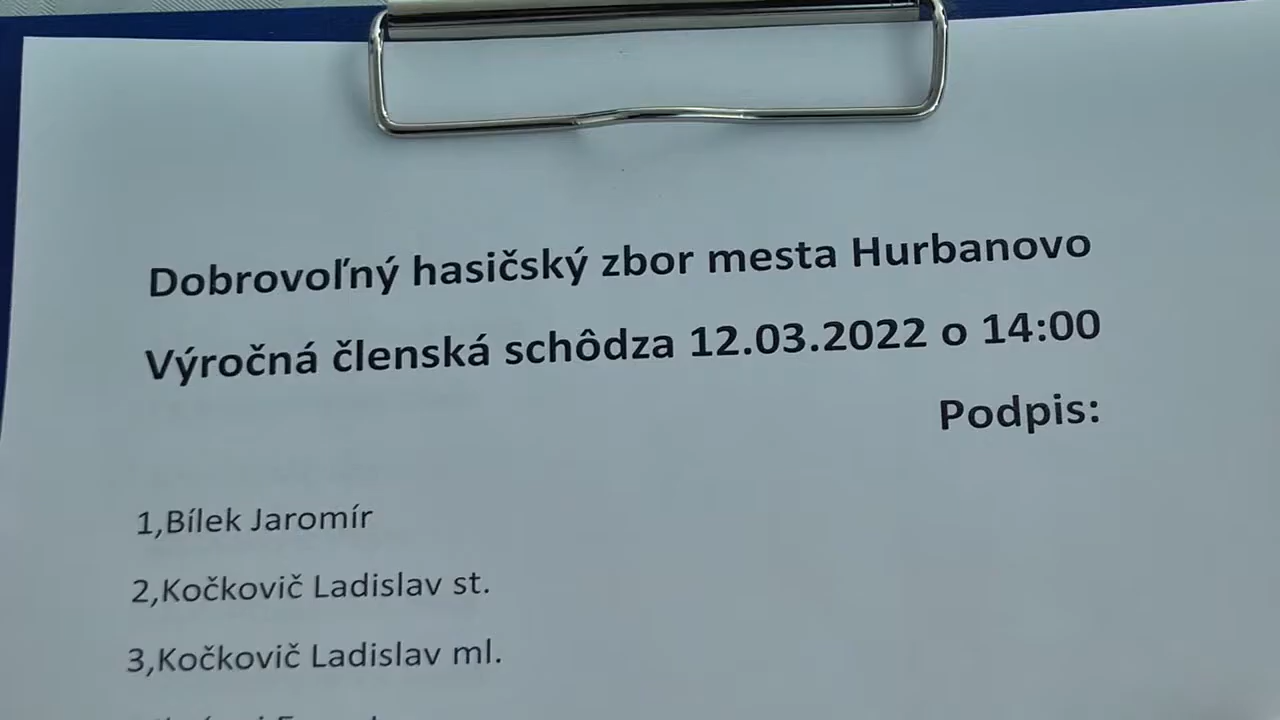 Dobrovoľný hasičský zbor mesta Hurbanovo
Výročná členská schôdza 12.03.2022 o 14:00
Podpis:
1,Bílek Jaromír
2,Kočkovič Ladislav st.
3,Kočkovič Ladislav ml.